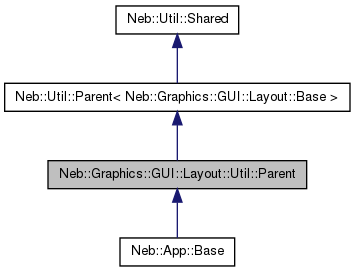 Neb::Util::Shared
Neb::Util::Parent< Neb::Graphics::GUI::Layout::Base >
Neb::Graphics::GUI::Layout::Util::Parent
Neb::App::Base